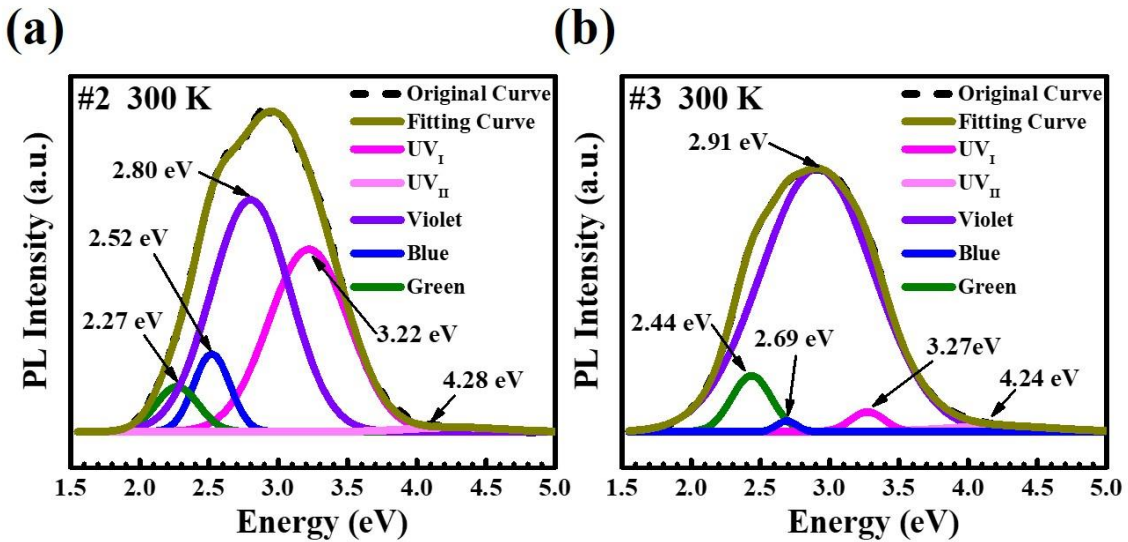 (a)
#2 300 K
Original Curve
Fitting Curve
UV_I
UV_II
Violet
Blue
Green
2.80 eV
2.52 eV
2.27 eV
3.22 eV
4.28 eV
PL Intensity (a.u.)
1.5 2.0 2.5 3.0 3.5 4.0 4.5 5.0
Energy (eV)
(b)
#3 300 K
Original Curve
Fitting Curve
UV_I
UV_II
Violet
Blue
Green
2.91 eV
2.44 eV
2.69 eV
3.27eV
4.24 eV
PL Intensity (a.u.)
1.5 2.0 2.5 3.0 3.5 4.0 4.5 5.0
Energy (eV)